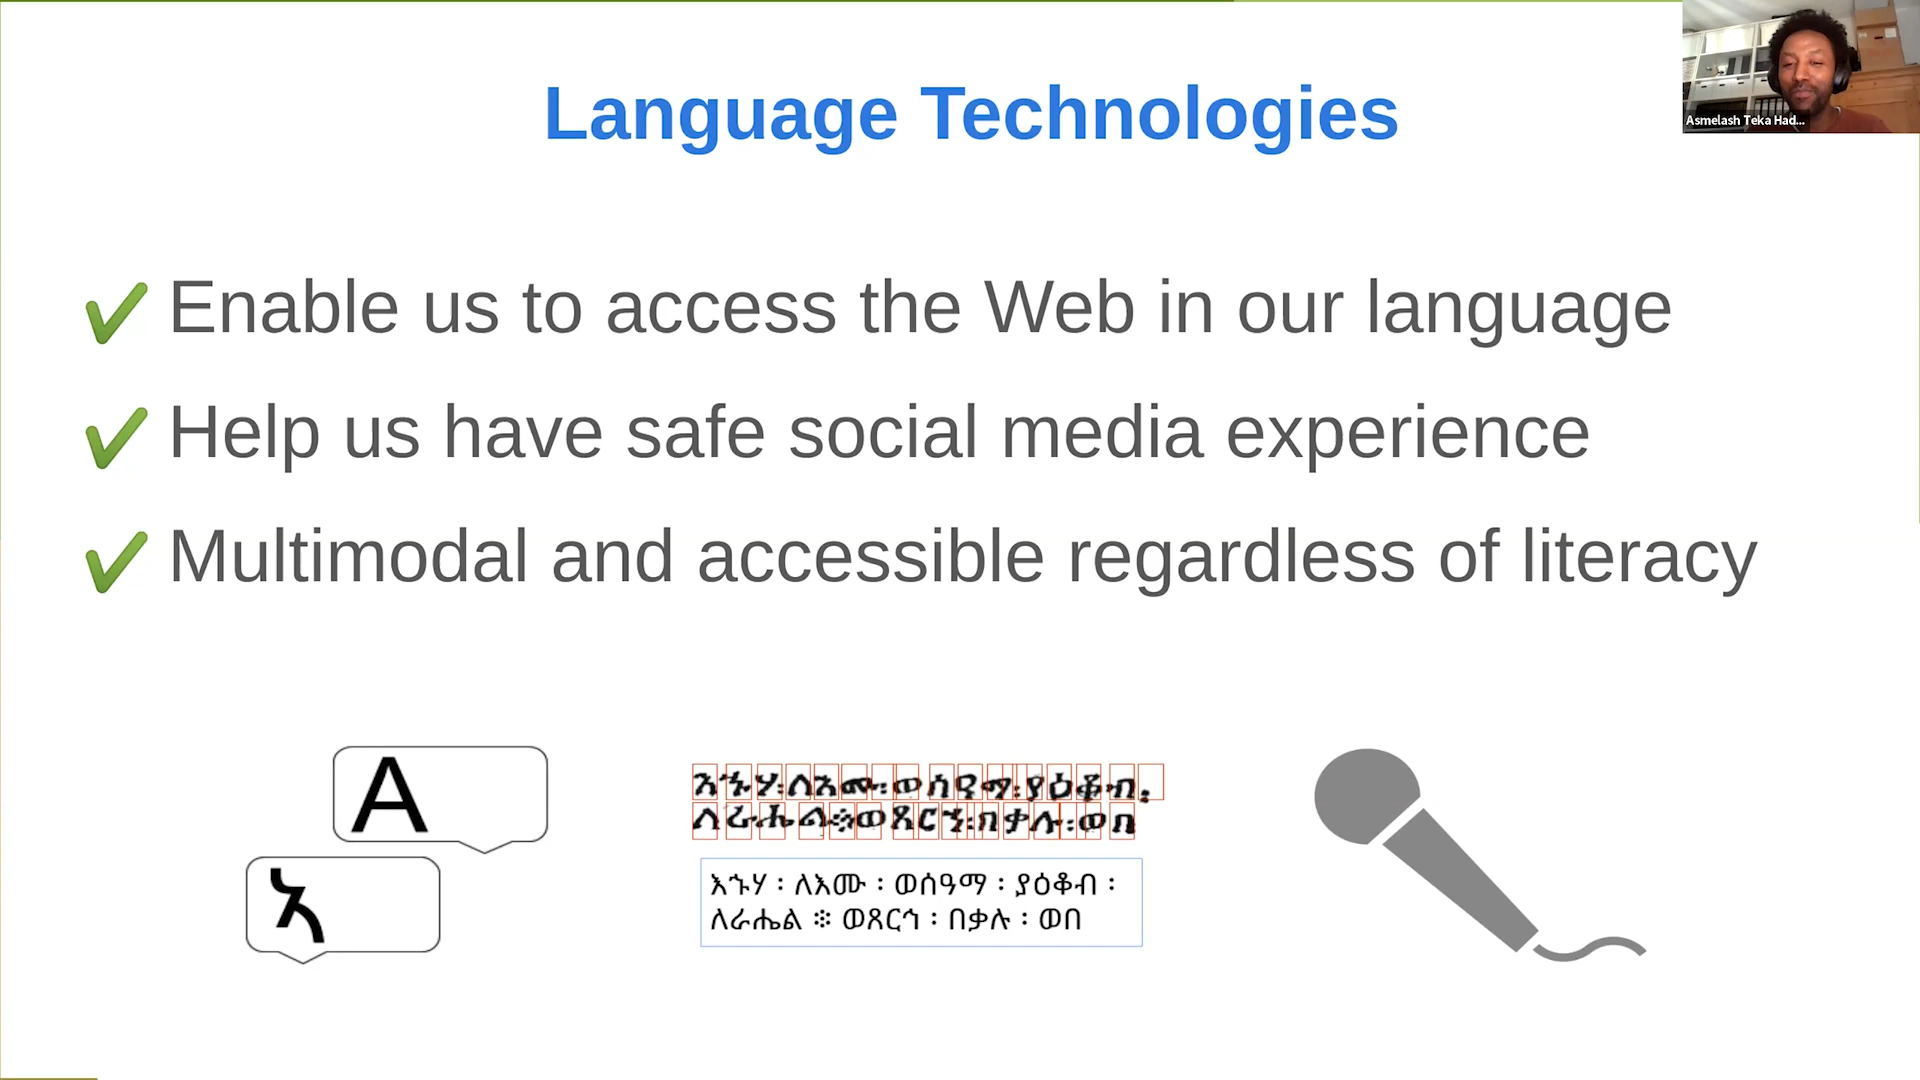 Language Technologies
Asmelash Teka Had...
Enable us to access the Web in our language
Help us have safe social media experience
Multimodal and accessible regardless of literacy
A
አ
እኁሃ፡ለእሙ፡ወሰዓማ፡ያዕቆብ፡
ለራሔል፨ወጸርኀ፡በቃሉ፡ወበ
እኁሃ ፡ ለእሙ ፡ ወሰዓማ ፡ ያዕቆብ ፡
ለራሔል ፨ ወጸርኀ ፡ በቃሉ ፡ ወበ